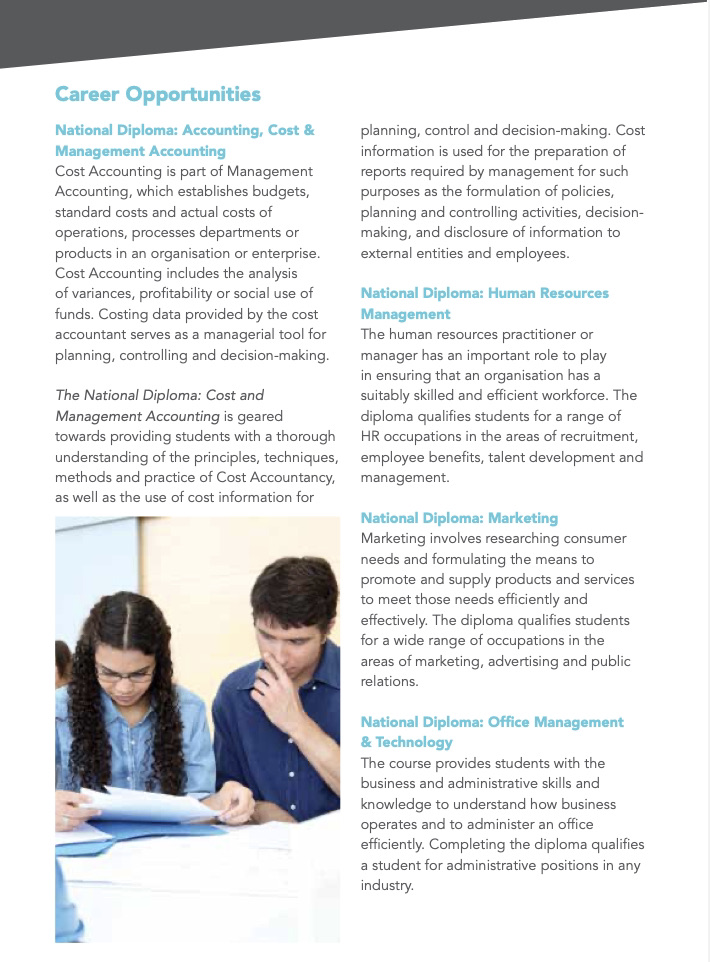 Career Opportunities
National Diploma: Accounting, Cost &
Management Accounting
Cost Accounting is part of Management
Accounting, which establishes budgets,
standard costs and actual costs of
operations, processes departments or
products in an organisation or enterprise.
Cost Accounting includes the analysis
of variances, profitability or social use of
funds. Costing data provided by the cost
accountant serves as a managerial tool for
planning, controlling and decision-making.
The National Diploma: Cost and
Management Accounting is geared
towards providing students with a thorough
understanding of the principles, techniques,
methods and practice of Cost Accountancy,
as well as the use of cost information for
planning, control and decision-making. Cost
information is used for the preparation of
reports required by management for such
purposes as the formulation of policies,
planning and controlling activities, decision-
making, and disclosure of information to
external entities and employees.
National Diploma: Human Resources
Management
The human resources practitioner or
manager has an important role to play
in ensuring that an organisation has a
suitably skilled and efficient workforce. The
diploma qualifies students for a range of
HR occupations in the areas of recruitment,
employee benefits, talent development and
management.
National Diploma: Marketing
Marketing involves researching consumer
needs and formulating the means to
promote and supply products and services
to meet those needs efficiently and
effectively. The diploma qualifies students
for a wide range of occupations in the
areas of marketing, advertising and public
relations.
National Diploma: Office Management
& Technology
The course provides students with the
business and administrative skills and
knowledge to understand how business
operates and to administer an office
efficiently. Completing the diploma qualifies
a student for administrative positions in any
industry.